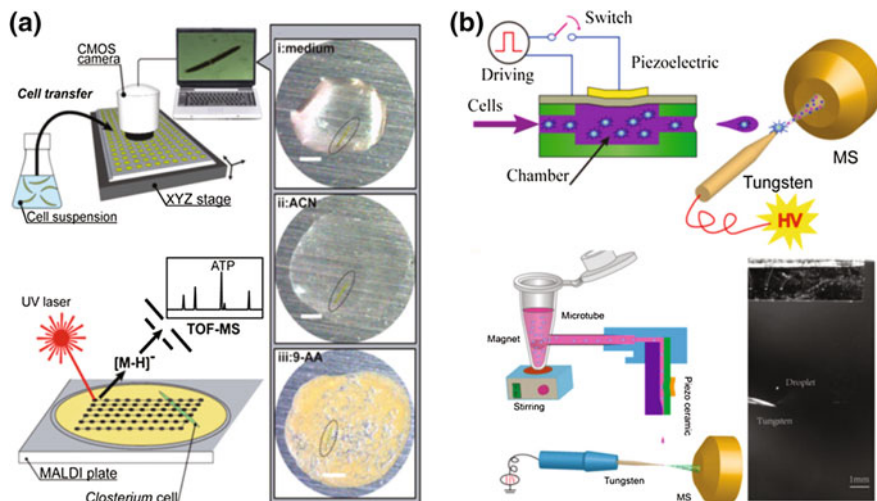 (a)
CMOS
camera
Cell transfer
Cell suspension
XYZ stage
i:medium
ii:ACN
iii:9-AA
ATP
UV laser
TOF-MS
[M-H]-
MALDI plate
Closterium cell
(b)
Switch
Driving
Piezoelectric
Cells
Chamber
MS
Tungsten
HV
Microtube
Magnet
Stirring
Piezo ceramic
Tungsten
MS
Droplet
Tungsten
1mm